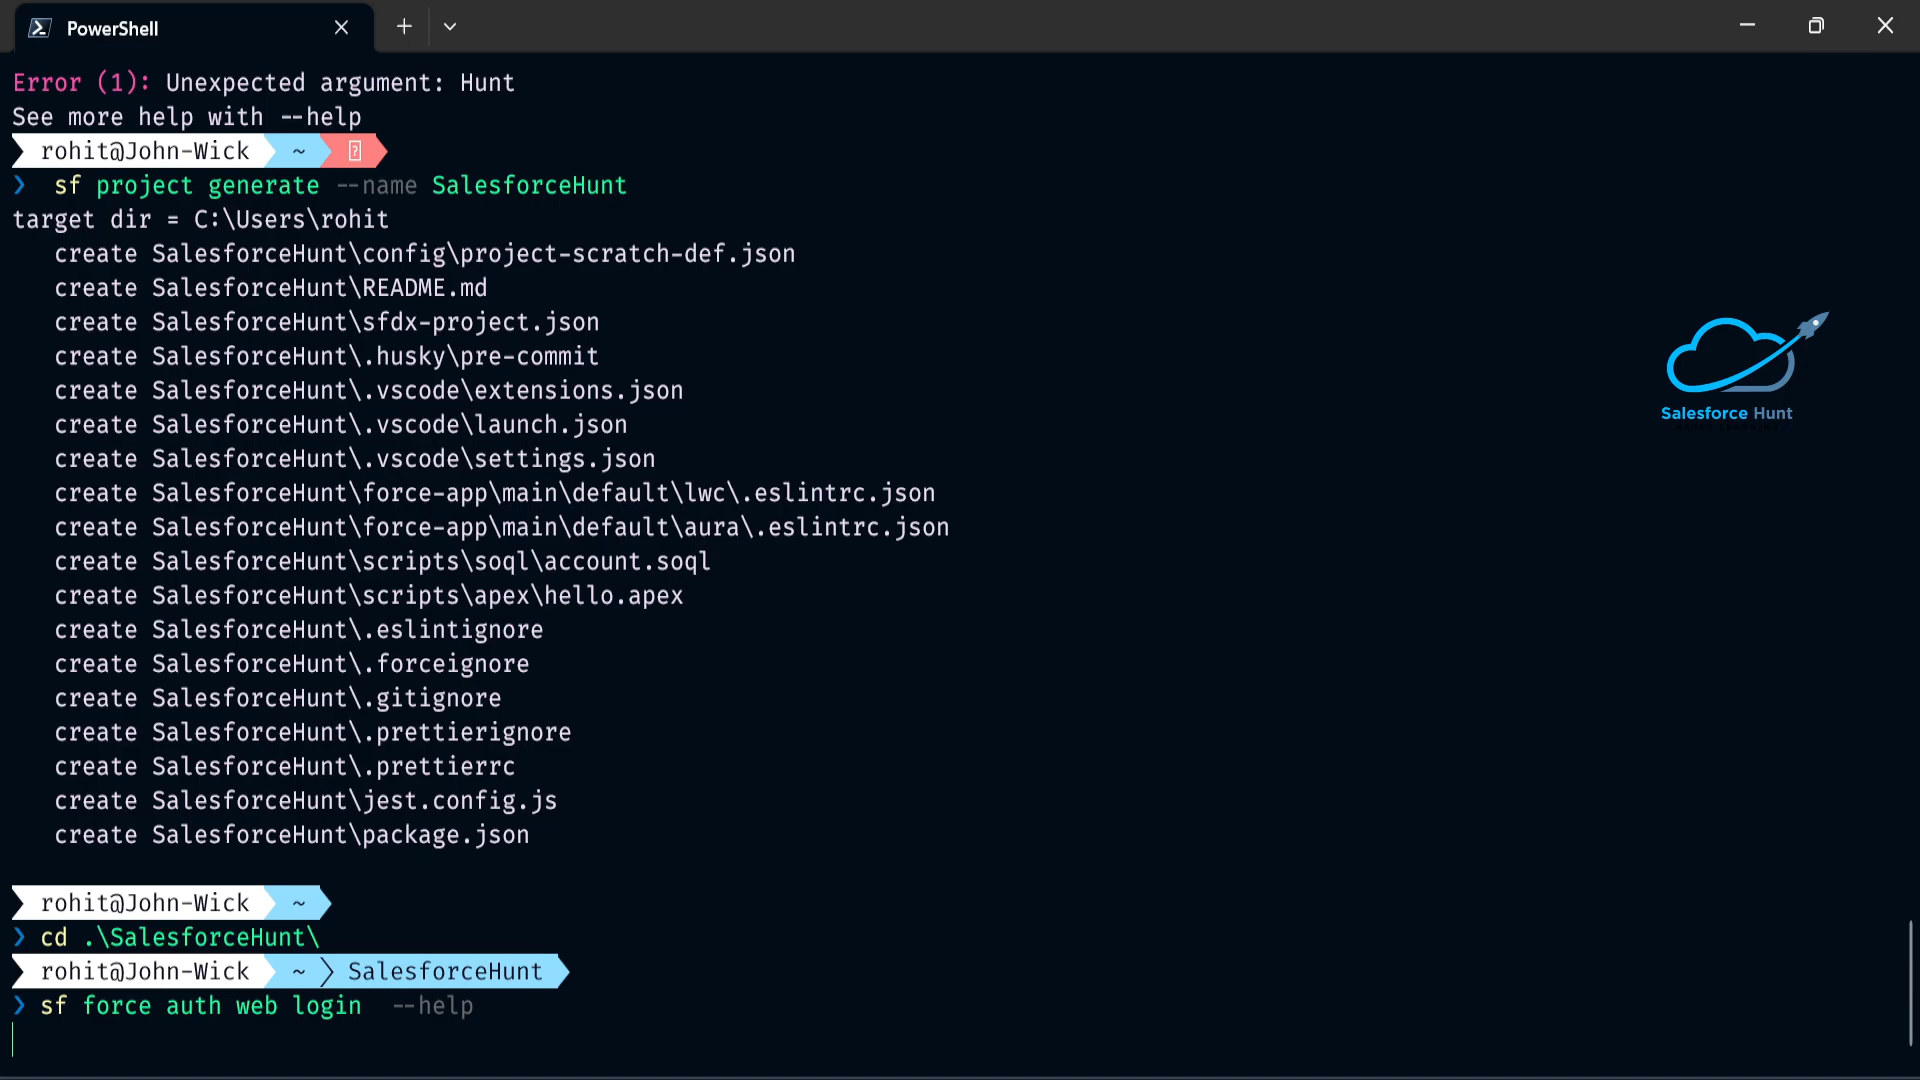 PowerShell
Error (1): Unexpected argument: Hunt
See more help with --help
rohit@John-Wick ~
❯ sf project generate --name SalesforceHunt
target dir = C:\Users\rohit
create SalesforceHunt\config\project-scratch-def.json
create SalesforceHunt\README.md
create SalesforceHunt\sfdx-project.json
create SalesforceHunt\.husky\pre-commit
create SalesforceHunt\.vscode\extensions.json
create SalesforceHunt\.vscode\launch.json
create SalesforceHunt\.vscode\settings.json
create SalesforceHunt\force-app\main\default\lwc\.eslintrc.json
create SalesforceHunt\force-app\main\default\aura\.eslintrc.json
create SalesforceHunt\scripts\soql\account.soql
create SalesforceHunt\scripts\apex\hello.apex
create SalesforceHunt\.eslintignore
create SalesforceHunt\.forceignore
create SalesforceHunt\.gitignore
create SalesforceHunt\.prettierignore
create SalesforceHunt\.prettierrc
create SalesforceHunt\jest.config.js
create SalesforceHunt\package.json
rohit@John-Wick ~
❯ cd .\SalesforceHunt\
rohit@John-Wick ~ SalesforceHunt
❯ sf force auth web login --help
Salesforce Hunt